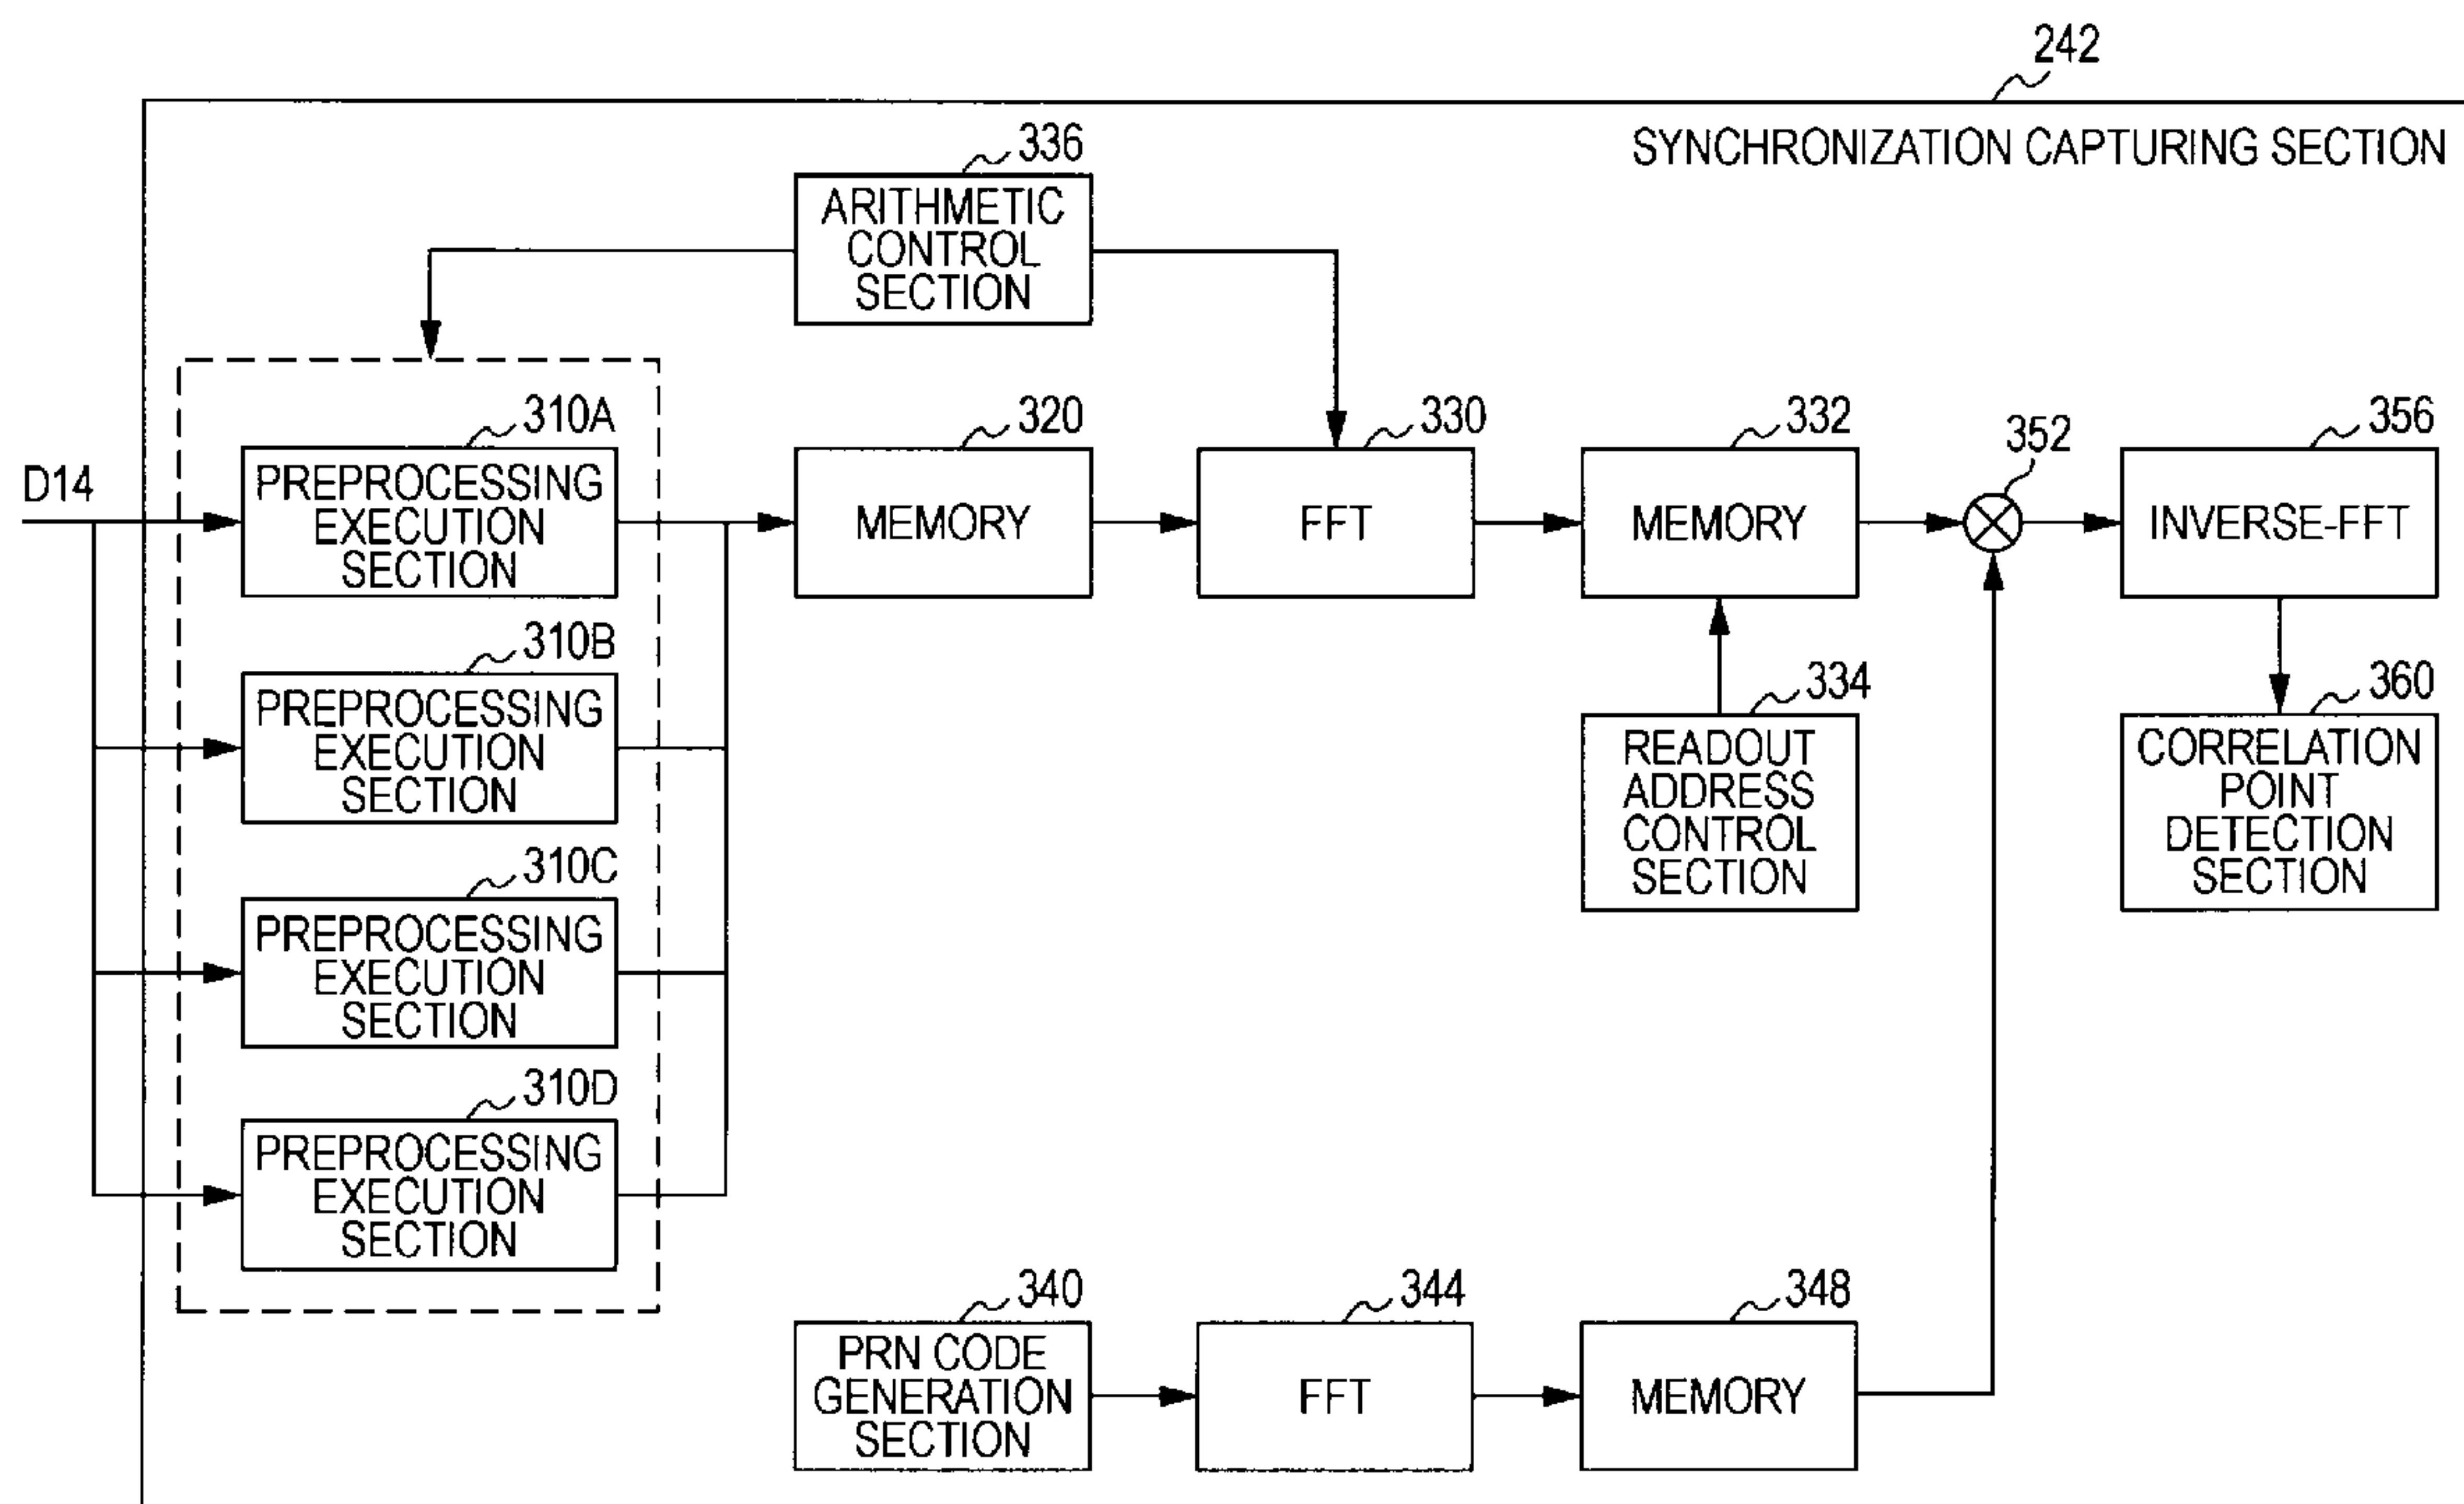 242
SYNCHRONIZATION CAPTURING SECTION
336
ARITHMETIC
CONTROL
SECTION
D14
310A
PREPROCESSING
EXECUTION
SECTION
320
MEMORY
330
FFT
332
MEMORY
352
356
INVERSE-FFT
310B
PREPROCESSING
EXECUTION
SECTION
334
READOUT
ADDRESS
CONTROL
SECTION
360
CORRELATION
POINT
DETECTION
SECTION
310C
PREPROCESSING
EXECUTION
SECTION
310D
PREPROCESSING
EXECUTION
SECTION
340
PRN CODE
GENERATION
SECTION
344
FFT
348
MEMORY